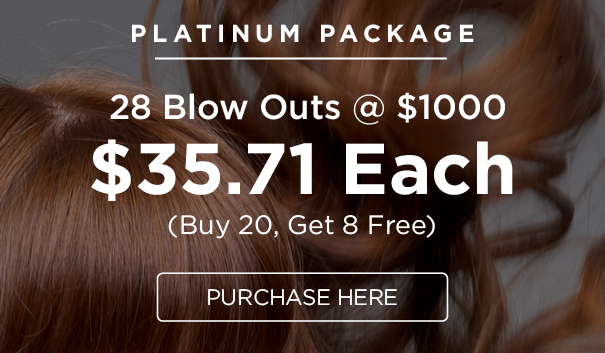 PLATINUM PACKAGE
28 Blow Outs @ $1000
$35.71 Each
(Buy 20, Get 8 Free)
PURCHASE HERE